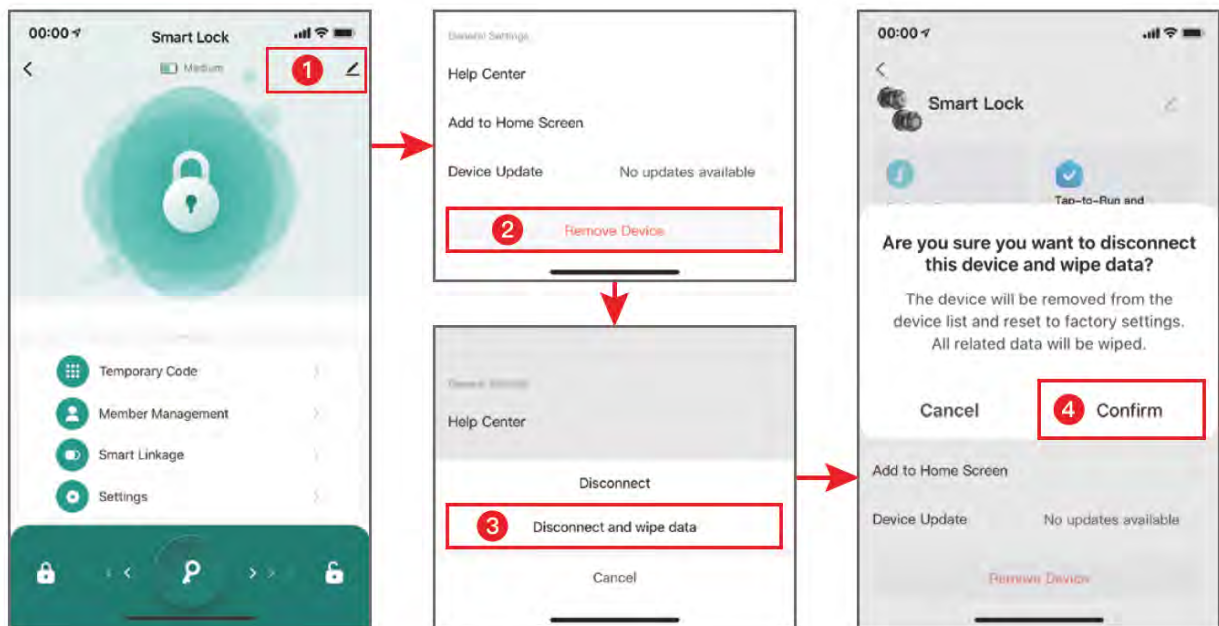 00:00
Smart Lock
Medium
1
Temporary Code
Member Management
Smart Linkage
Settings
General Settings
Help Center
Add to Home Screen
Device Update No updates available
2 Remove Device
General Settings
Help Center
Disconnect
3 Disconnect and wipe data
Cancel
00:00
Smart Lock
Tap-to-Run and
Are you sure you want to disconnect
this device and wipe data?
The device will be removed from the
device list and reset to factory settings.
All related data will be wiped.
Cancel 4 Confirm
Add to Home Screen
Device Update No updates available
Remove Device